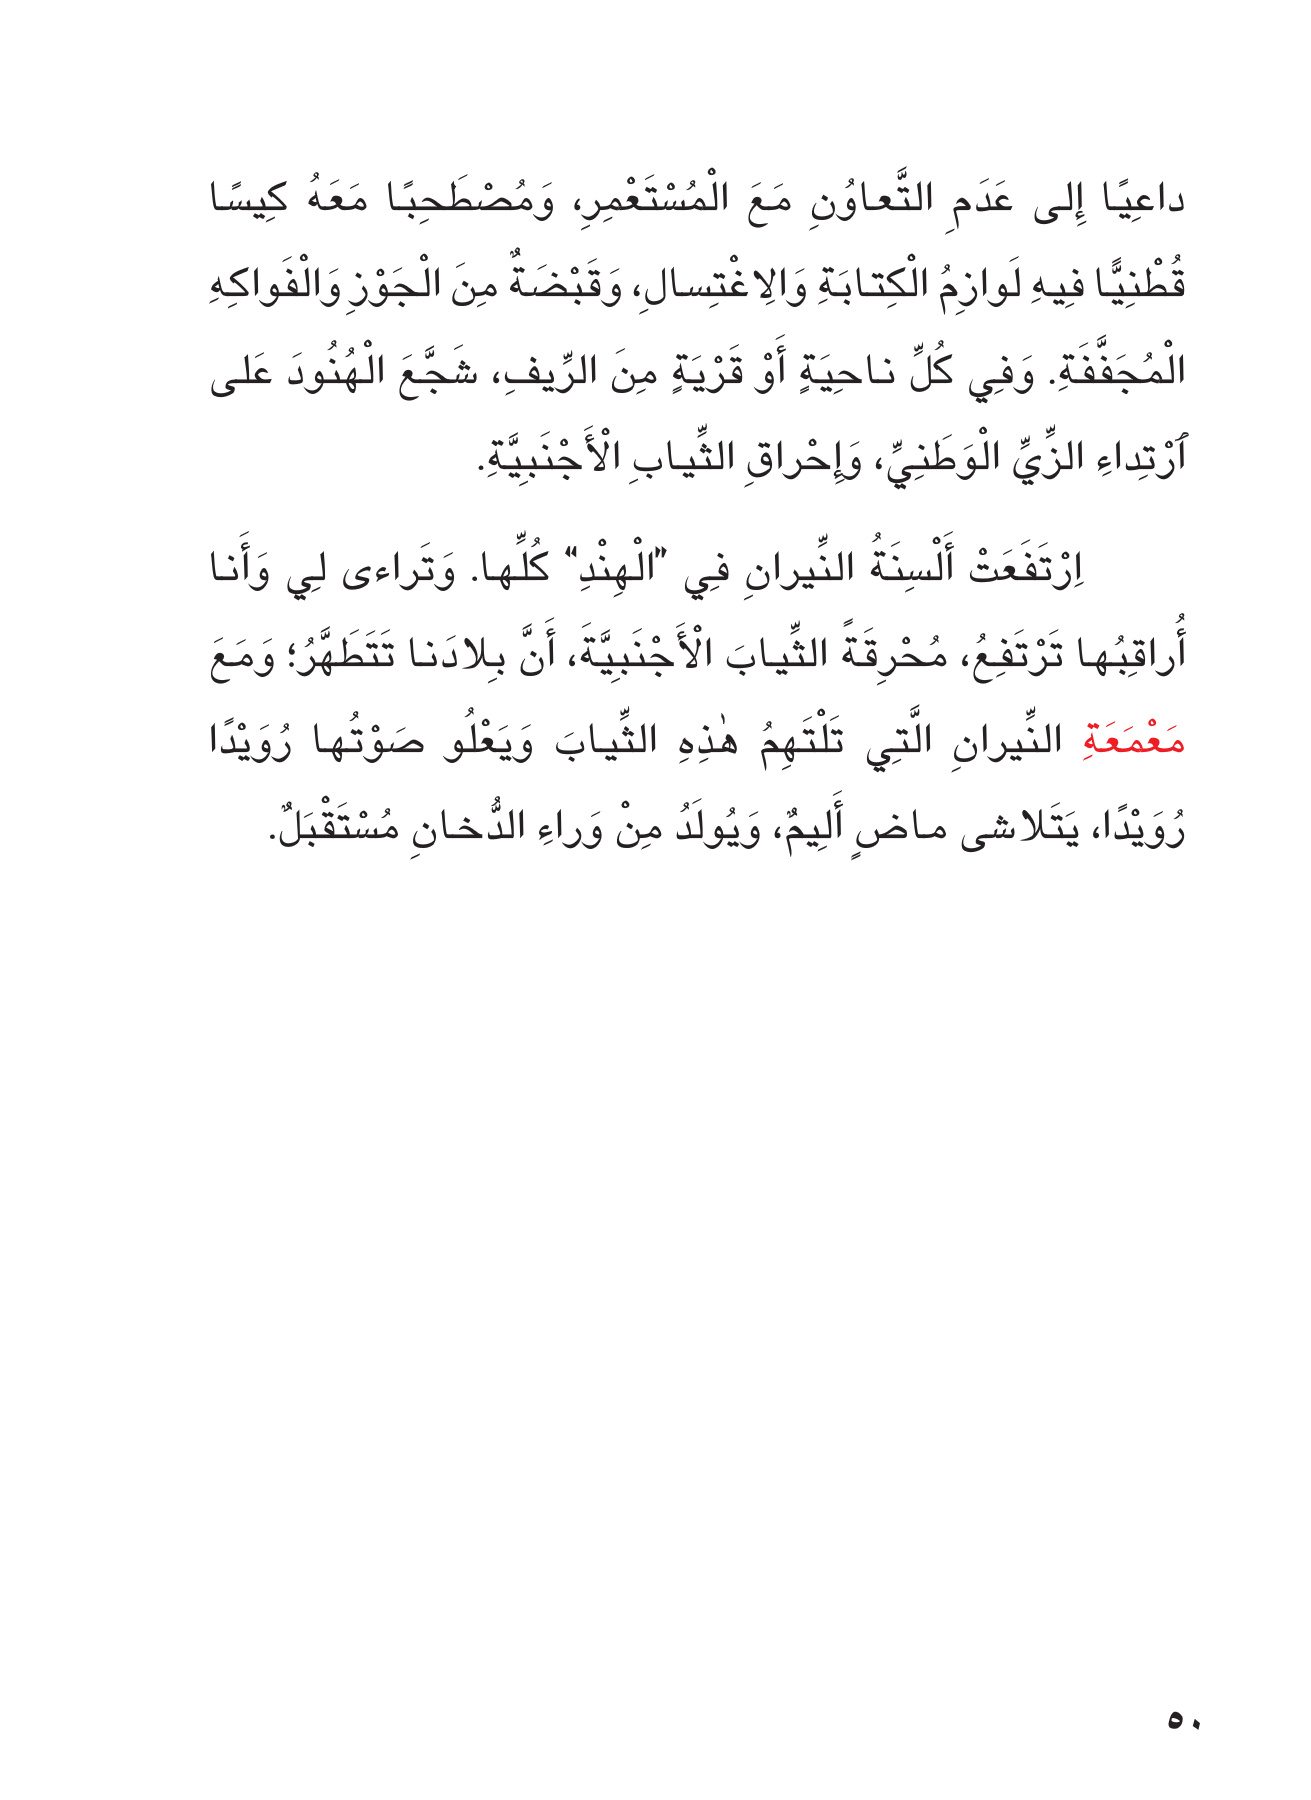 داعِيًا إِلى عَدَمِ التَّعاوُنِ مَعَ الْمُسْتَعْمِرِ، وَمُصْطَحِبًا مَعَهُ كِيسًا
قُطْنِيًّا فِيهِ لَوازِمُ الْكِتابَةِ وَالِاغْتِسالِ، وَقَبْضَةٌ مِنَ الْجَوْزِ وَالْفَواكِهِ
الْمُجَفَّفَةِ. وَفِي كُلِّ ناحِيَةٍ أَوْ قَرْيَةٍ مِنَ الرِّيفِ، شَجَّعَ الْهُنُودَ عَلى
ٱرْتِداءِ الزِّيِّ الْوَطَنِيِّ، وَإِحْراقِ الثِّيابِ الْأَجْنَبِيَّةِ.
اِرْتَفَعَتْ أَلْسِنَةُ النِّيرانِ فِي ”الْهِنْدِ“ كُلِّها. وَتَراءى لِي وَأَنا
أُراقِبُها تَرْتَفِعُ، مُحْرِقَةً الثِّيابَ الْأَجْنَبِيَّةَ، أَنَّ بِلادَنا تَتَطَهَّرُ؛ وَمَعَ
مَعْمَعَةِ النِّيرانِ الَّتِي تَلْتَهِمُ هٰذِهِ الثِّيابَ وَيَعْلُو صَوْتُها رُوَيْدًا
رُوَيْدًا، يَتَلاشى ماضٍ أَلِيمٌ، وَيُولَدُ مِنْ وَراءِ الدُّخانِ مُسْتَقْبَلٌ.
٥٠